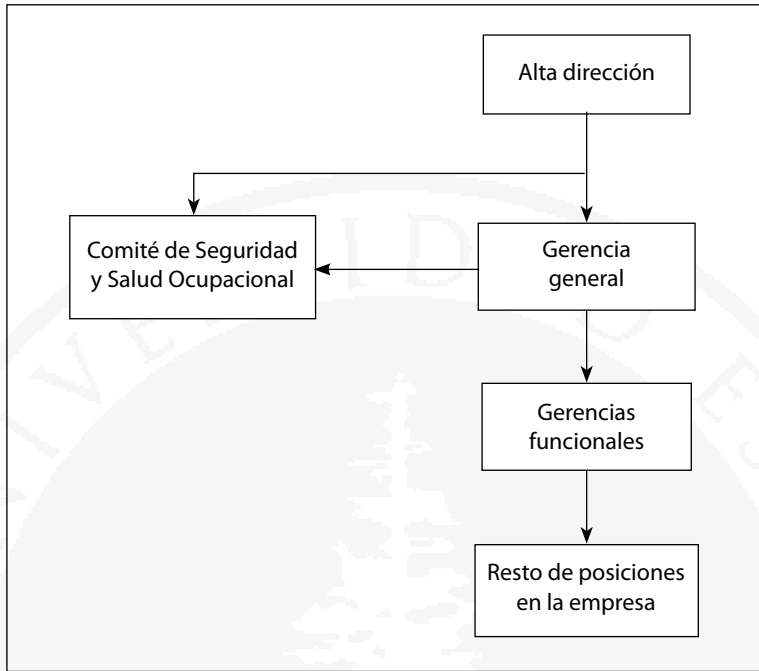 Alta dirección
Comité de Seguridad
y Salud Ocupacional
Gerencia
general
Gerencias
funcionales
Resto de posiciones
en la empresa